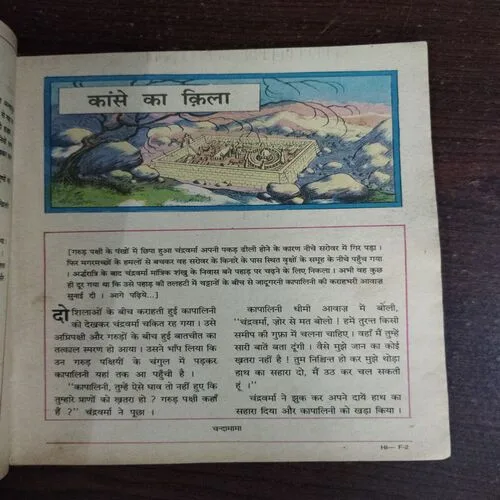 कांसे का क़िला
[गरुड़ पक्षी के पंखों में छिपा हुआ चंद्रवर्मा अपनी पकड़ ढीली होने के कारण नीचे सरोवर में गिर पड़ा ।
फिर मगरमच्छों के हमलों से बचकर वह सरोवर के किनारे के पास स्थित वृक्षों के समूह के नीचे पहुँच गया
। अर्द्धरात्रि के बाद चंद्रवर्मा मांत्रिक शंखु के निवास बने पहाड़ पर चढ़ने के लिए निकला। अभी वह कुछ
ही दूर गया था कि उसे पहाड़ की तलहटी में चट्टानों के बीच से जादूगरनी कापालिनी की कराहभरी आवाज़
सुनाई दी । आगे पढ़िये...]
दो शिलाओं के बीच कराहती हुई कापालिनी
को देखकर चंद्रवर्मा चकित रह गया। उसे
अग्निपक्षी और गरुड़ों के बीच हुई बातचीत का
तत्काल स्मरण हो आया। उसने भाँप लिया कि
उन गरुड़ पक्षियों के चंगुल में पड़कर
कापालिनी यहां तक आ पहुँची है ।
"कापालिनी, तुम्हें ऐसे घाव तो नहीं हुए कि
तुम्हारे प्राणों को ख़तरा हो ? गरुड़ पक्षी कहाँ
हैं ?" चंद्रवर्मा ने पूछा ।
कापालिनी धीमी आवाज़ में बोली,
"चंद्रवर्मा, ज़ोर से मत बोलो ! हमें तुरन्त किसी
समीप की गुफ़ा में चलना चाहिए। वहाँ मैं तुम्हें
सारी बातें बता दूंगी। वैसे मुझे जान का कोई
ख़तरा नहीं है ! तुम निश्चिन्त हो कर मुझे थोड़ा
हाथ का सहारा दो, मैं उठ कर चल सकती
हूं ।"
चंद्रवर्मा ने झुक कर अपने दायें हाथ का
सहारा दिया और कापालिनी को खड़ा किया ।
चन्दामामा
HI— F-2